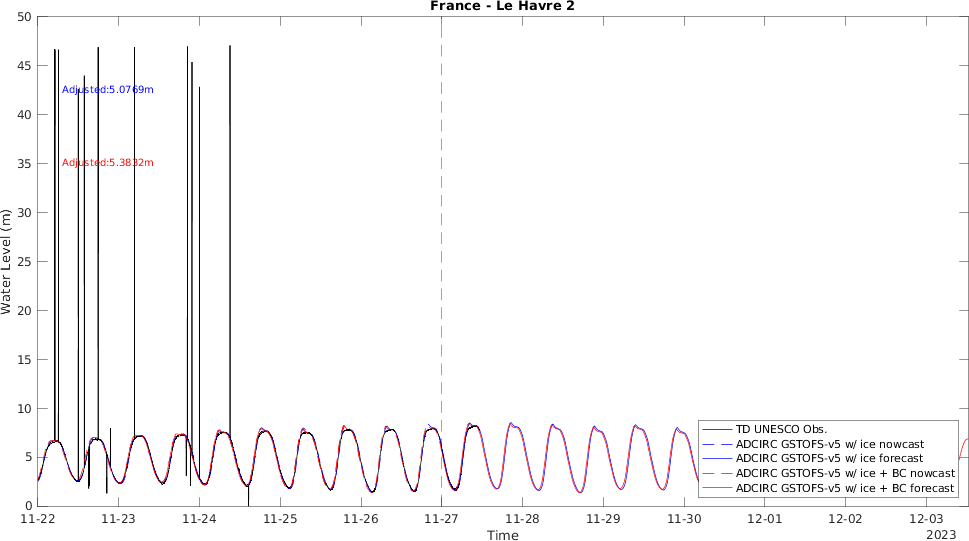 France - Le Havre 2
50
45
40
35
30
25
20
15
10
5
0
Water Level (m)
Adjusted:5.0769m
Adjusted:5.3832m
TD UNESCO Obs.
ADCIRC GSTOFS-v5 w/ ice nowcast
ADCIRC GSTOFS-v5 w/ ice forecast
ADCIRC GSTOFS-v5 w/ ice + BC nowcast
ADCIRC GSTOFS-v5 w/ ice + BC forecast
11-22 11-23 11-24 11-25 11-26 11-27 11-28 11-29 11-30 12-01 12-02 12-03
Time
2023